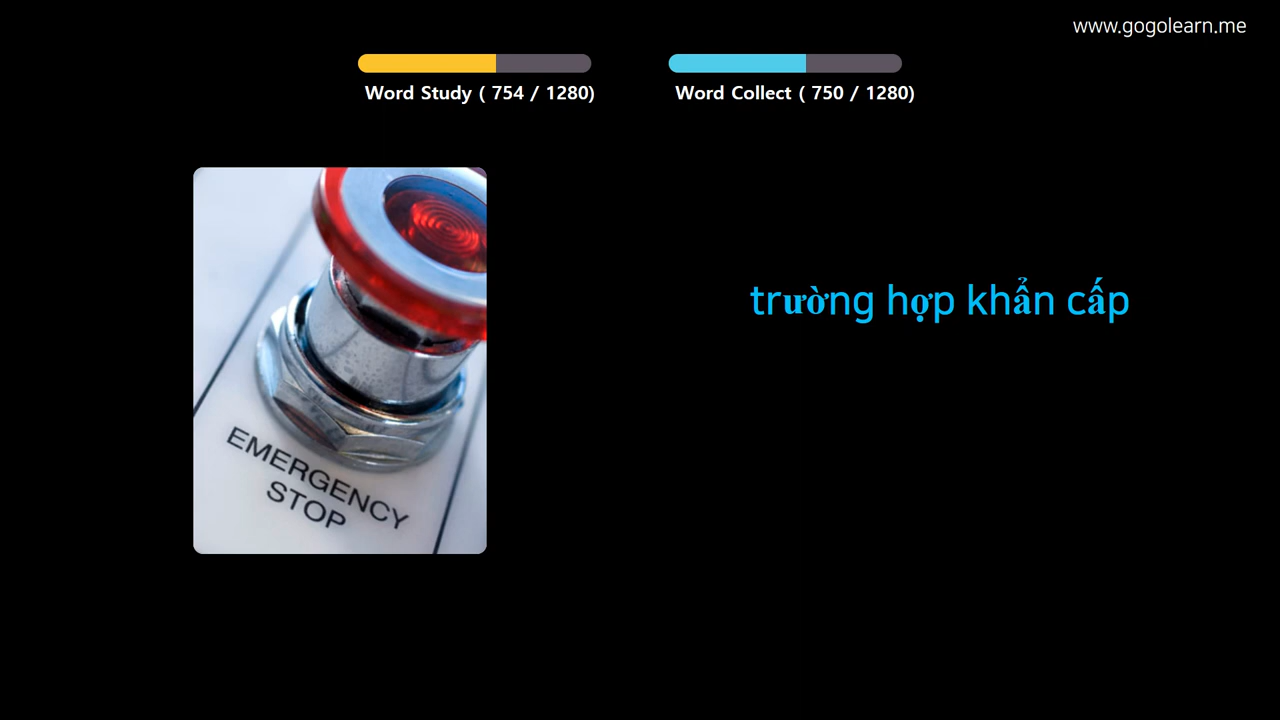 www.gogolearn.me
Word Study ( 754 / 1280)
Word Collect ( 750 / 1280)
trường hợp khẩn cấp
EMERGENCY
STOP